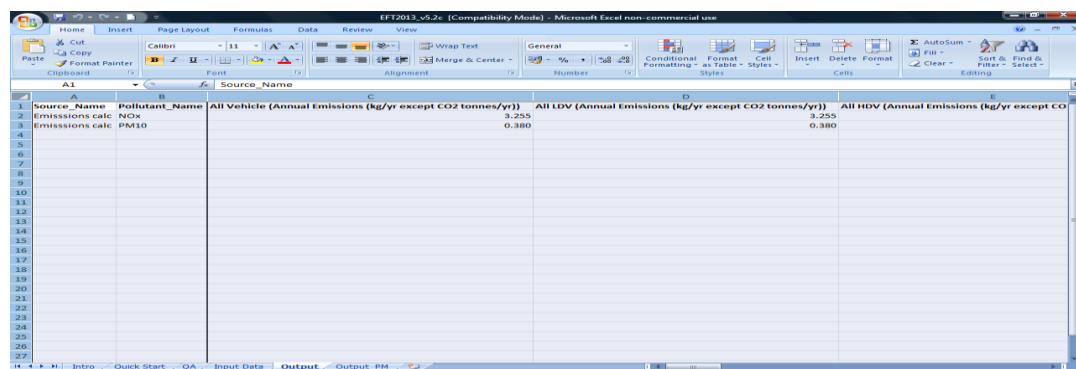 EFT2013_v5.2c [Compatibility Mode] - Microsoft Excel non-commercial use
Home Insert Page Layout Formulas Data Review View
Paste
Cut
Copy
Format Painter
Clipboard
Calibri 11
B I U
Font
Wrap Text
Merge & Center
Alignment
General
Number
Conditional Formatting
Format as Table
Cell Styles
Styles
Insert Delete Format
Cells
AutoSum
Fill
Clear
Sort & Filter
Find & Select
Editing
A1 fx Source_Name
A B C D E
1 Source_Name Pollutant_Name All Vehicle (Annual Emissions (kg/yr except CO2 tonnes/yr)) All LDV (Annual Emissions (kg/yr except CO2 tonnes/yr)) All HDV (Annual Emissions (kg/yr except CO
2 Emisssions calc NOx 3.255 3.255
3 Emisssions calc PM10 0.380 0.380
4
5
6
7
8
9
10
11
12
13
14
15
16
17
18
19
20
21
22
23
24
25
26
27
Intro Quick Start QA Input Data Output Output PM